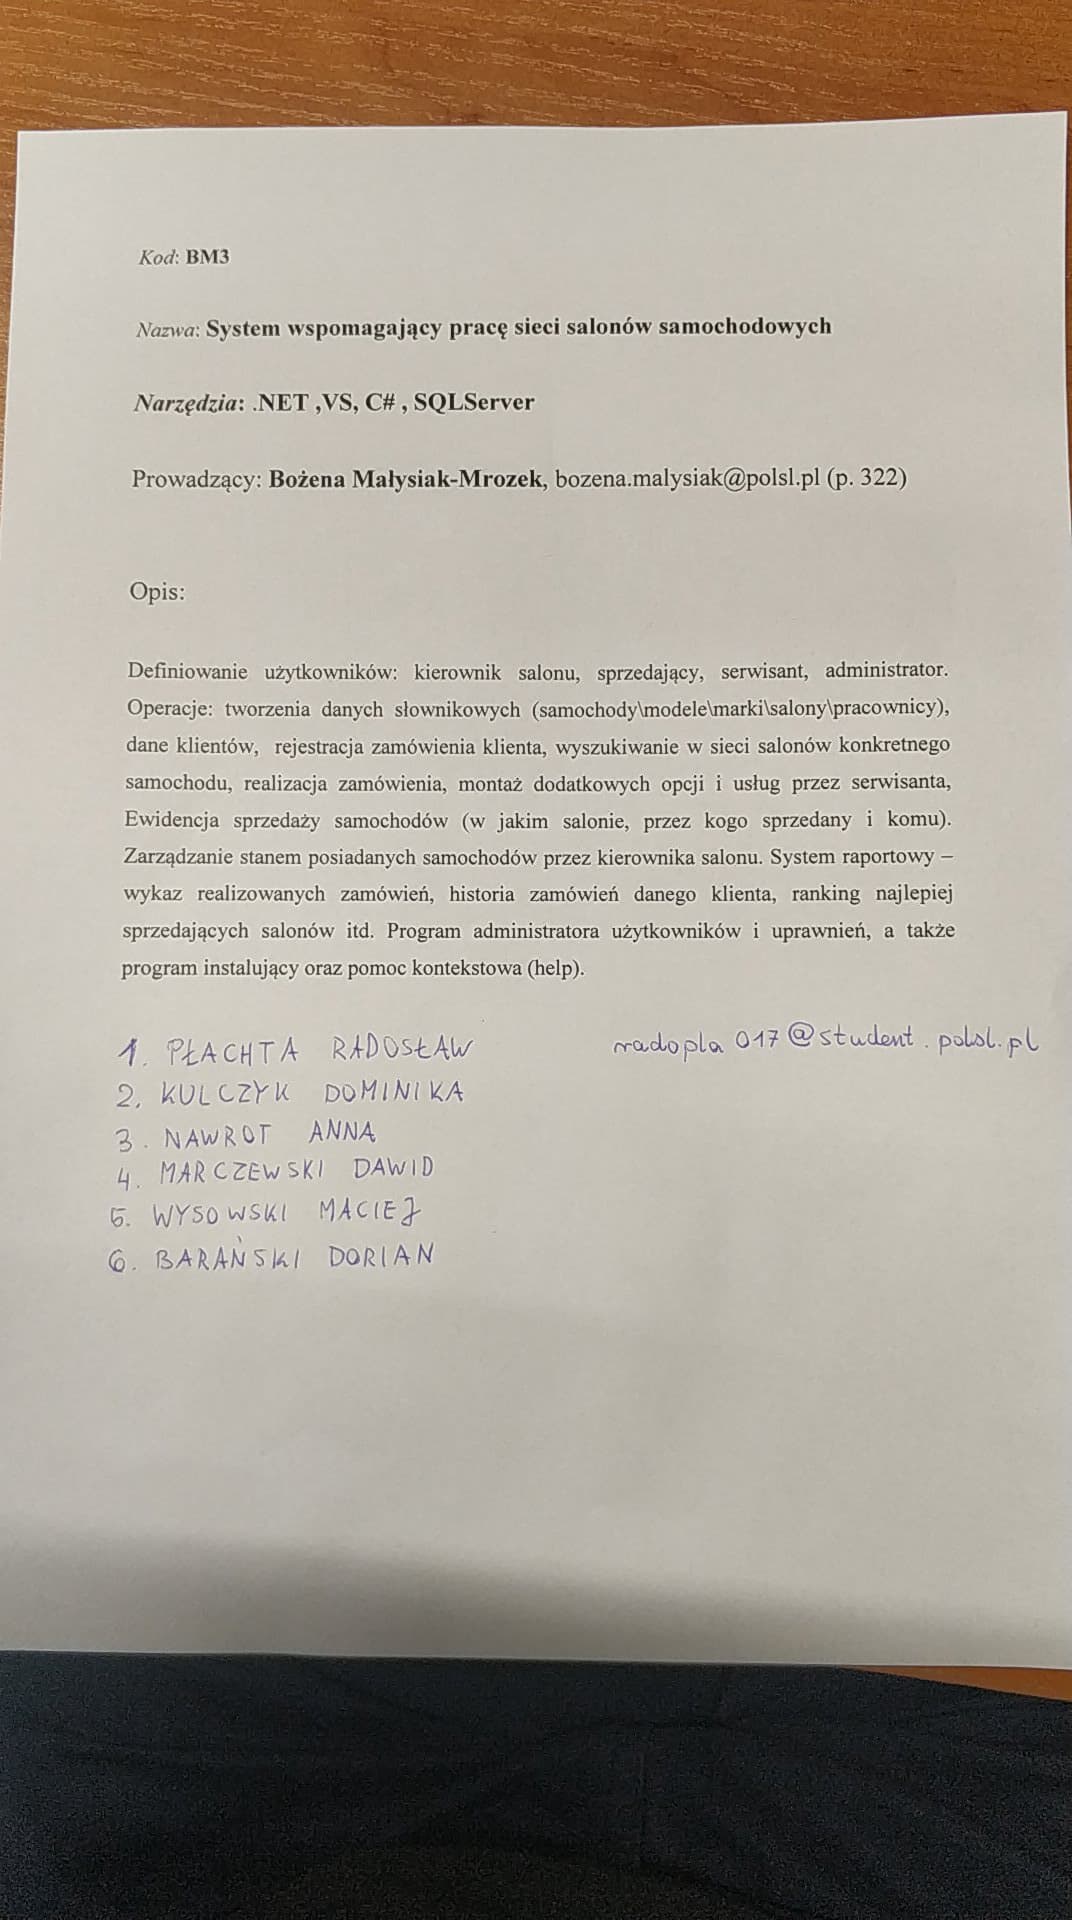 Kod: BM3
Nazwa: System wspomagający pracę sieci salonów samochodowych
Narzędzia: .NET ,VS, C# , SQLServer
Prowadzący: Bożena Małysiak-Mrozek, bozena.malysiak@polsl.pl (p. 322)
Opis:
Definiowanie użytkowników: kierownik salonu, sprzedający, serwisant, administrator.
Operacje: tworzenia danych słownikowych (samochody\modele\marki\salony\pracownicy),
dane klientów, rejestracja zamówienia klienta, wyszukiwanie w sieci salonów konkretnego
samochodu, realizacja zamówienia, montaż dodatkowych opcji i usług przez serwisanta,
Ewidencja sprzedaży samochodów (w jakim salonie, przez kogo sprzedany i komu).
Zarządzanie stanem posiadanych samochodów przez kierownika salonu. System raportowy –
wykaz realizowanych zamówień, historia zamówień danego klienta, ranking najlepiej
sprzedających salonów itd. Program administratora użytkowników i uprawnień, a także
program instalujący oraz pomoc kontekstowa (help).
1. PŁACHTA RADOSŁAW radopla017@student.polsl.pl
2. KULCZYK DOMINIKA
3. NAWROT ANNA
4. MARCZEWSKI DAWID
5. WYSOWSKI MACIEJ
6. BARAŃSKI DORIAN